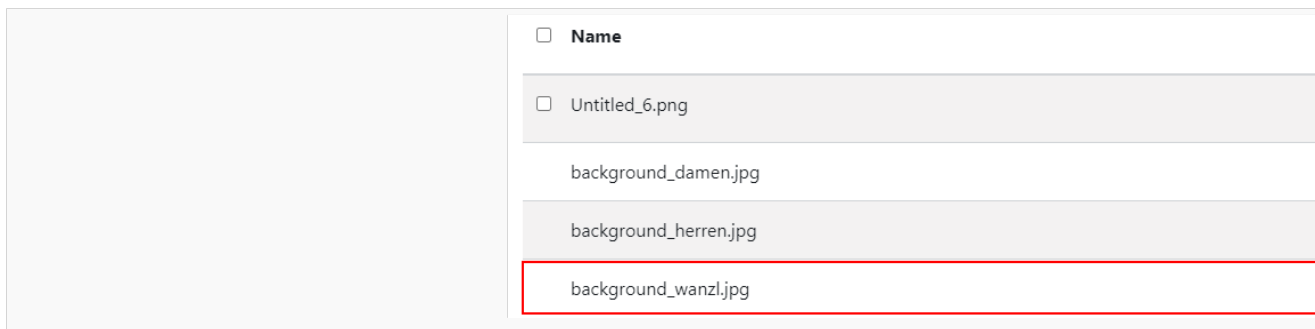 Name
Untitled_6.png
background_damen.jpg
background_herren.jpg
background_wanzl.jpg